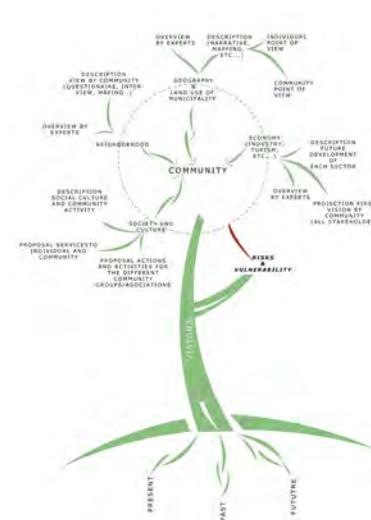 OVERVIEW
BY EXPERTS
DESCRIPTION
(NARRATIVE,
MAPPING,
ETC...)
INDIVIDUAL
POINT OF
VIEW
COMMUNITY
POINT OF
VIEW
GEOGRAPHY
&
LAND USE OF
MUNICIPALITY
DESCRIPTION
VIEW BY COMMUNITY
(QUESTIONAIRE, INTER-
VIEW, MAPING..)
OVERVIEW BY
EXPERTS
NEIGHBORHOOD
ECONOMY
(INDUSTRY,
TURISM,
ETC...)
DESCRIPTION
FUTURE
DEVELOPMENT
OF
EACH SECTOR
OVERVIEW
BY EXPERTS
PROJECTION FIRST
VISION BY
COMMUNITY
(ALL STAKEHOLDE
COMMUNITY
DESCRIPTION
SOCIAL CULTURE
AND COMMUNITY
ACTIVITY
SOCIETY AND
CULTURE
PROPOSAL SERVICESTO
INDIVIDUAL AND
COMMUNITY
PROPOSAL ACTIONS
AND ACTIVITIES FOR
THE DIFFERENT
COMMUNITY
-GROUPS/ASOCIATIONS
RISKS
&
VULNERABILITY
VISIONS
PRESENT
PAST
FUTUTRE